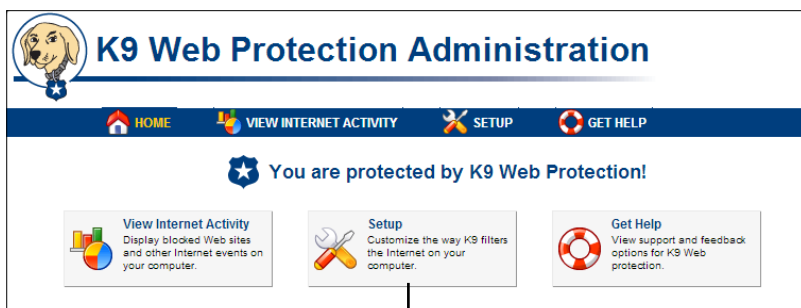 K9 Web Protection Administration
HOME
VIEW INTERNET ACTIVITY
SETUP
GET HELP
You are protected by K9 Web Protection!
View Internet Activity
Display blocked Web sites
and other Internet events on
your computer.
Setup
Customize the way K9 filters
the Internet on your
computer.
Get Help
View support and feedback
options for K9 Web
protection.